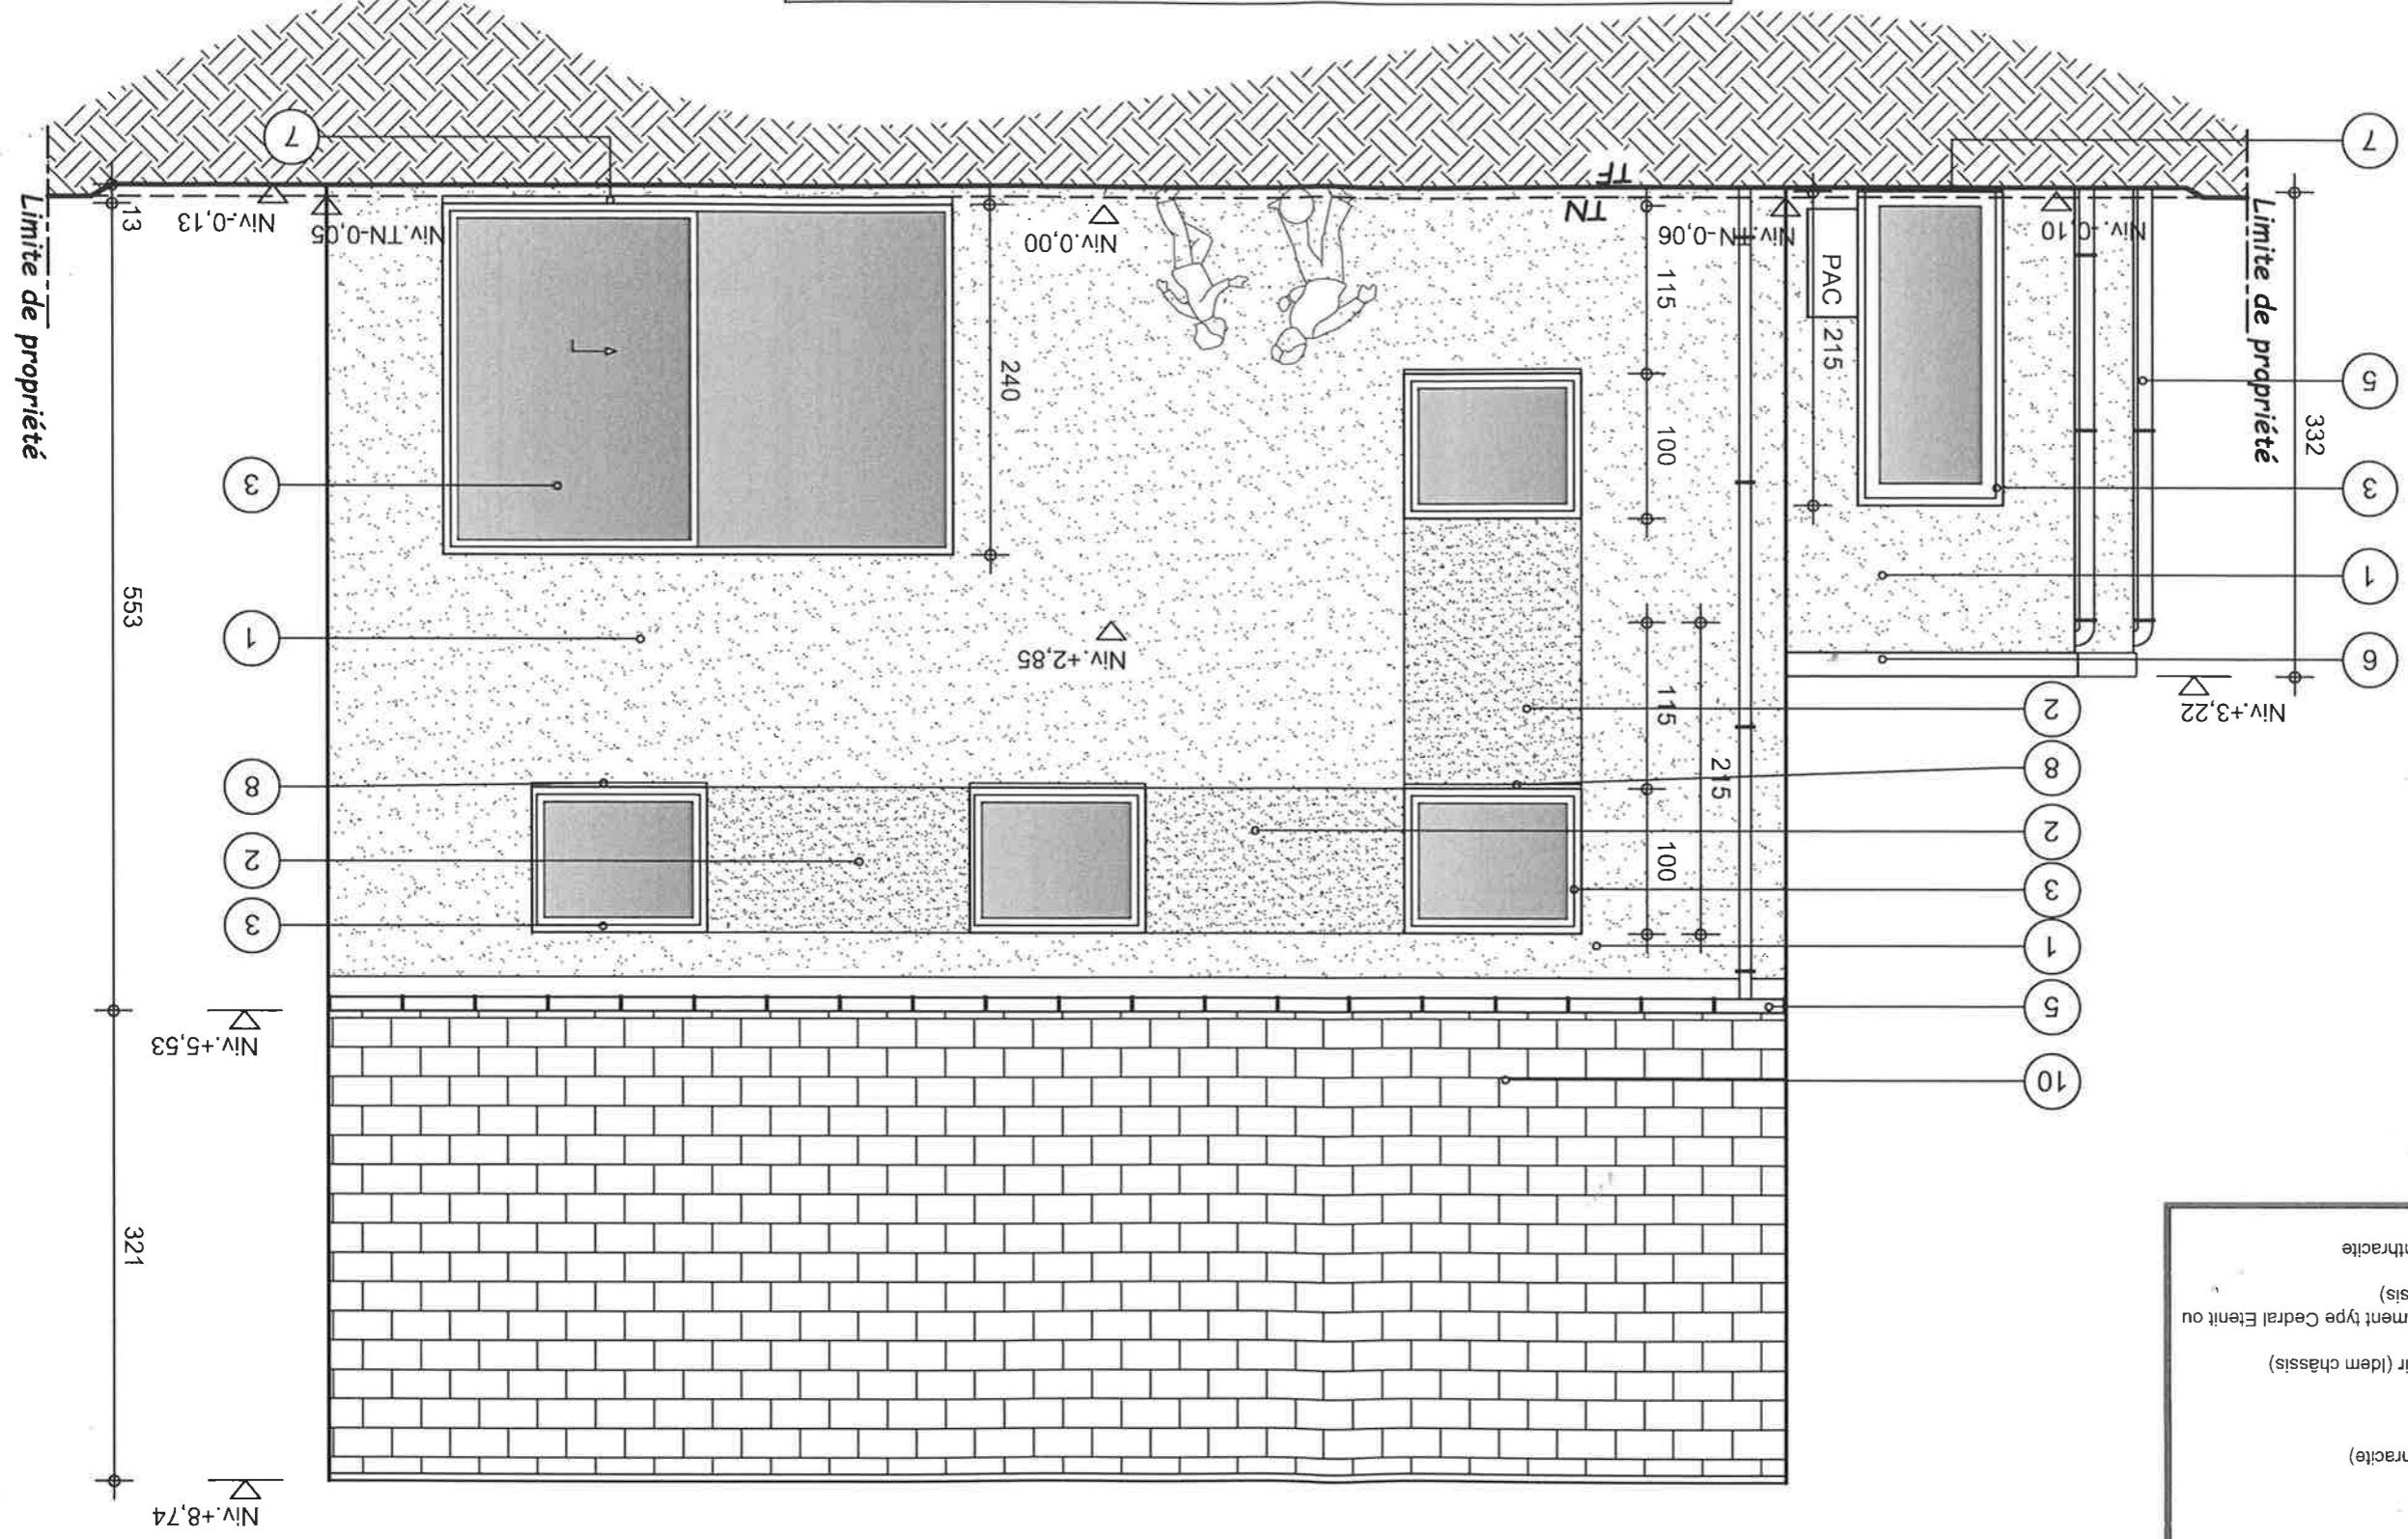 Niv.+8,74
hracite)
ir (Idem châssis)
ment type Cedral Etenit ou
sis)
nthracite
321
10
Niv.+5,53
5
1
3
3
2
100
2
8
8
215
115
2
Niv.+3,22
6
Niv.+2,85
1
1
553
3
3
100
332
5
240
215
PAC
115
Limite de propriété
Limite de propriété
Niv.-0,10
Niv.TN-0,06
Niv.0,00
Niv.TN-0,05
Niv.-0,13
13
TN
TF
7
7